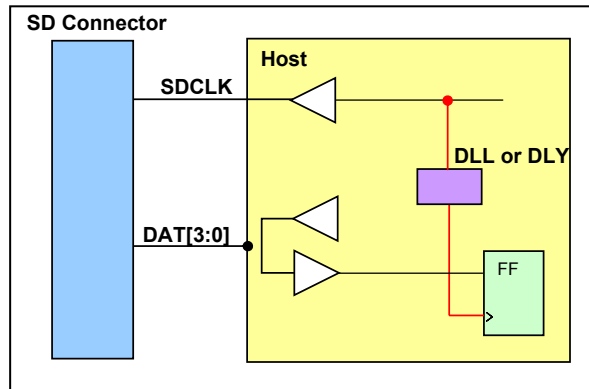 SD Connector
Host
SDCLK
DLL or DLY
DAT[3:0]
FF